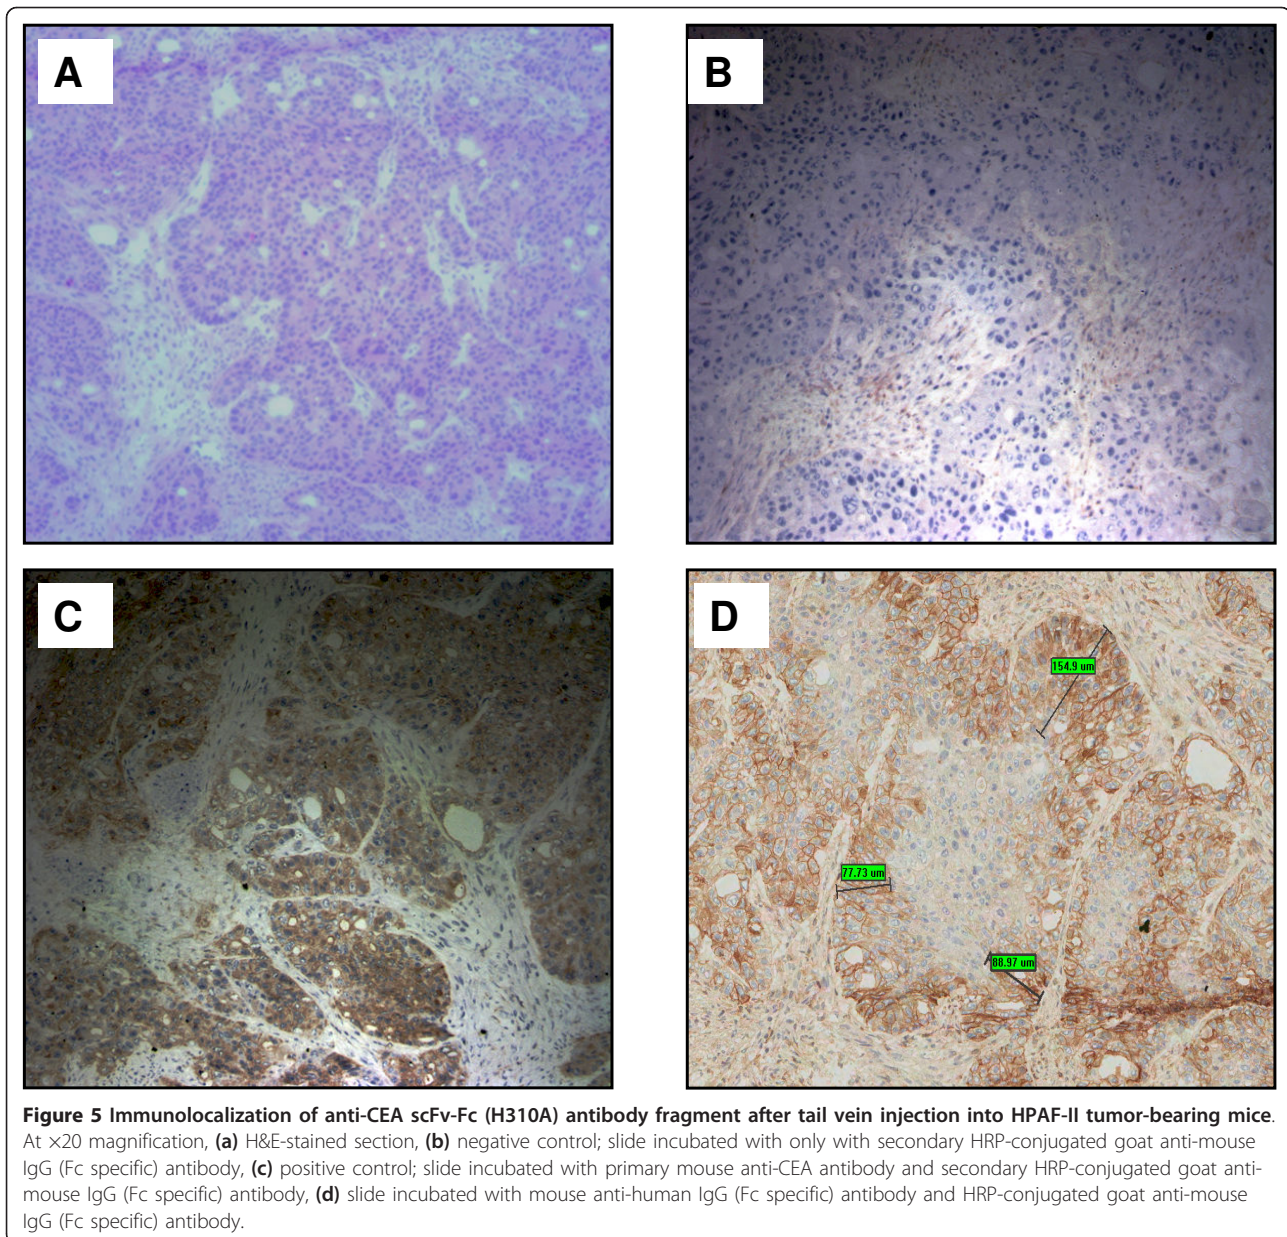 A
B
C
D
154.9 um
77.73 um
88.97 um
Figure 5 Immunolocalization of anti-CEA scFv-Fc (H310A) antibody fragment after tail vein injection into HPAF-II tumor-bearing mice.
At ×20 magnification, (a) H&E-stained section, (b) negative control; slide incubated with only with secondary HRP-conjugated goat anti-mouse
IgG (Fc specific) antibody, (c) positive control; slide incubated with primary mouse anti-CEA antibody and secondary HRP-conjugated goat anti-
mouse IgG (Fc specific) antibody, (d) slide incubated with mouse anti-human IgG (Fc specific) antibody and HRP-conjugated goat anti-mouse
IgG (Fc specific) antibody.